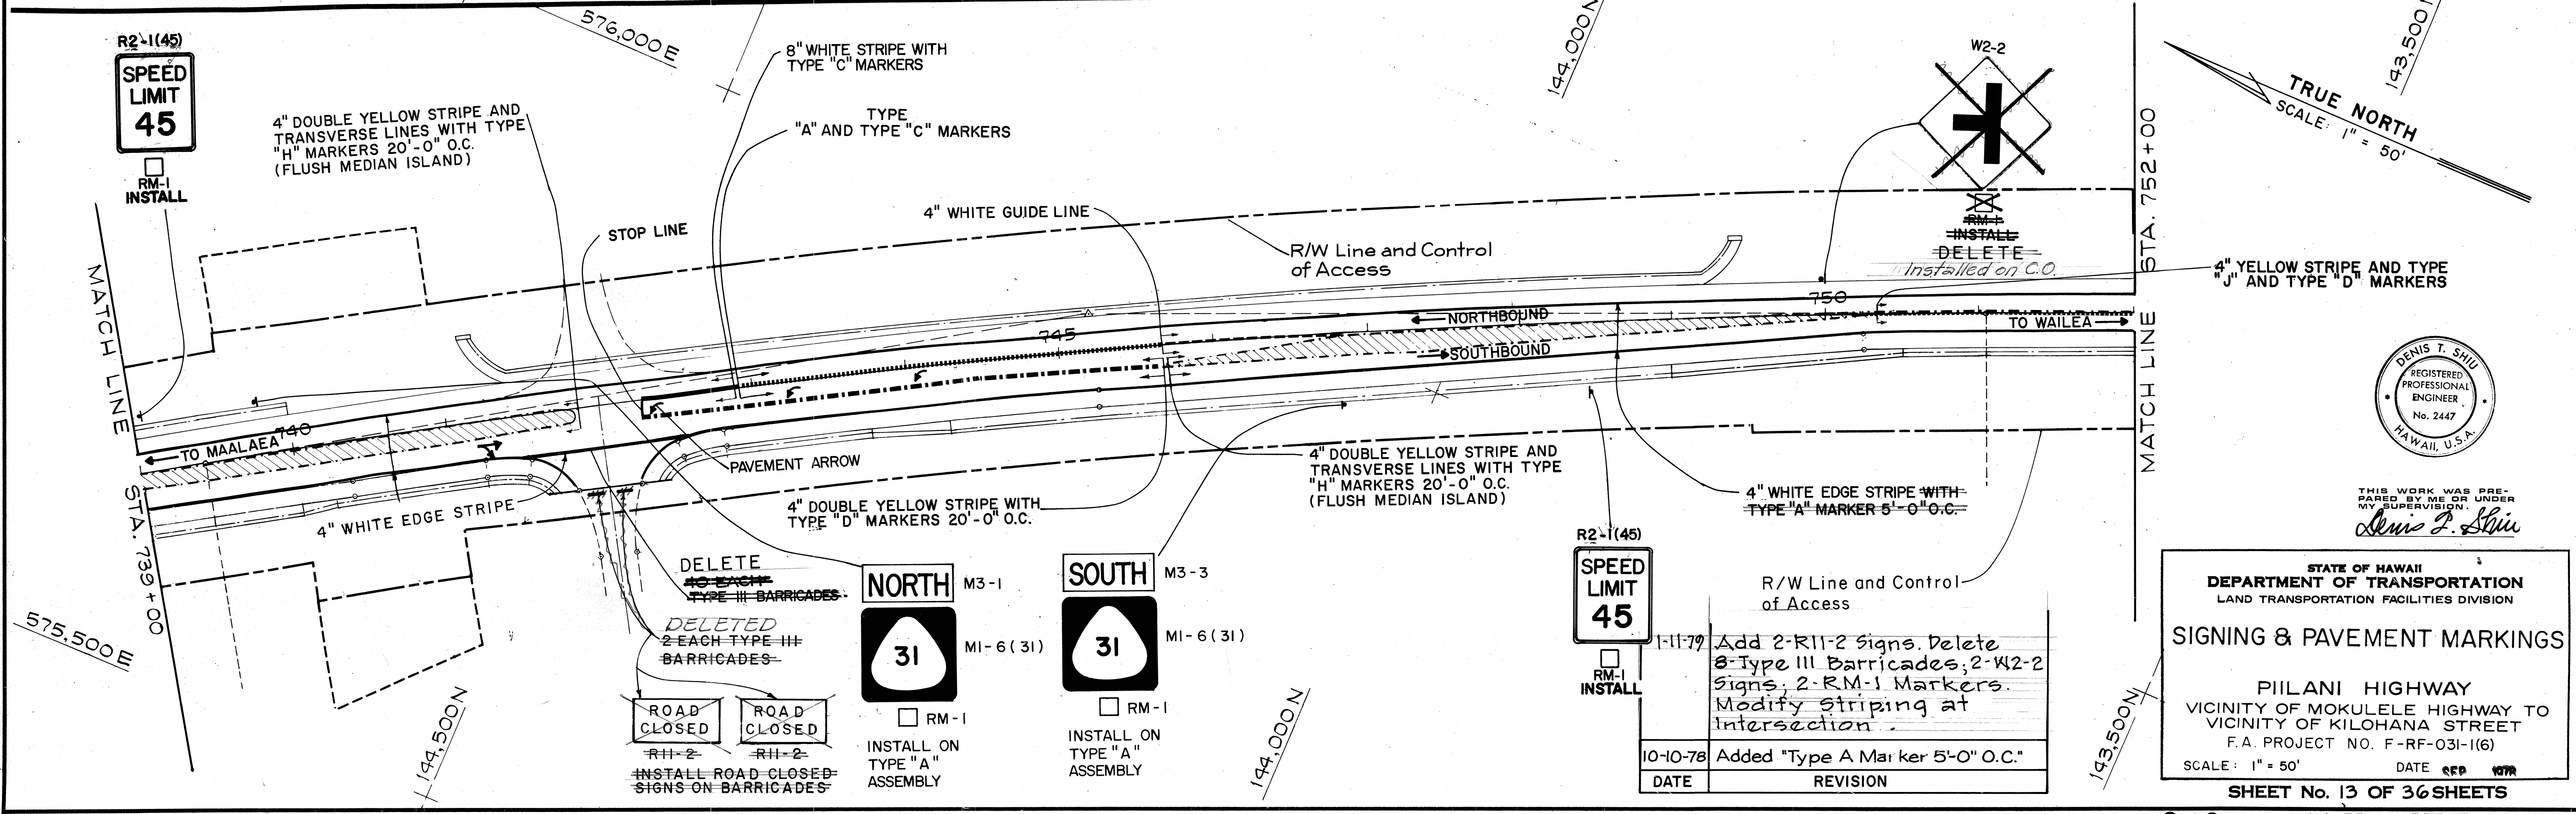 R2-1(45)
SPEED
LIMIT
45
RM-1
INSTALL
576,000 E
8" WHITE STRIPE WITH
TYPE "C" MARKERS
TYPE
"A" AND TYPE "C" MARKERS
4" DOUBLE YELLOW STRIPE AND
TRANSVERSE LINES WITH TYPE
"H" MARKERS 20'-0" O.C.
(FLUSH MEDIAN ISLAND)
STOP LINE
4" WHITE GUIDE LINE
R/W Line and Control
of Access
144,000 N
W2-2
RM-1
INSTALL
DELETE
Installed on C.O.
143,500 N
TRUE NORTH
SCALE: 1" = 50'
4" YELLOW STRIPE AND TYPE
"J" AND TYPE "D" MARKERS
MATCH LINE STA. 752+00
MATCH LINE
STA. 739+00
740
745
750
TO MAALAEA
NORTHBOUND
SOUTHBOUND
TO WAILEA
PAVEMENT ARROW
4" WHITE EDGE STRIPE
4" DOUBLE YELLOW STRIPE WITH
TYPE "D" MARKERS 20'-0" O.C.
4" DOUBLE YELLOW STRIPE AND
TRANSVERSE LINES WITH TYPE
"H" MARKERS 20'-0" O.C.
(FLUSH MEDIAN ISLAND)
4" WHITE EDGE STRIPE WITH
TYPE "A" MARKER 5'-0" O.C.
R/W Line and Control
of Access
575,500 E
144,500 N
DELETE
10 EACH
TYPE III BARRICADES
DELETED
2 EACH TYPE III
BARRICADES
ROAD
CLOSED
R11-2
ROAD
CLOSED
R11-2
INSTALL ROAD CLOSED
SIGNS ON BARRICADES
NORTH M3-1
31
M1-6(31)
RM-1
INSTALL ON
TYPE "A"
ASSEMBLY
SOUTH M3-3
31
M1-6(31)
RM-1
INSTALL ON
TYPE "A"
ASSEMBLY
144,000 N
R2-1(45)
SPEED
LIMIT
45
RM-1
INSTALL
1-11-79 Add 2-R11-2 Signs. Delete
8-Type III Barricades; 2-W2-2
Signs; 2-RM-1 Markers.
Modify Striping at
Intersection.
10-10-78 Added "Type A Marker 5'-0" O.C."
DATE REVISION
143,500 N
DENIS T. SHIU
REGISTERED
PROFESSIONAL
ENGINEER
No. 2447
HAWAII, U.S.A.
THIS WORK WAS PRE-
PARED BY ME OR UNDER
MY SUPERVISION.
Denis T. Shiu
STATE OF HAWAII
DEPARTMENT OF TRANSPORTATION
LAND TRANSPORTATION FACILITIES DIVISION
SIGNING & PAVEMENT MARKINGS
PIILANI HIGHWAY
VICINITY OF MOKULELE HIGHWAY TO
VICINITY OF KILOHANA STREET
F.A. PROJECT NO. F-RF-031-1(6)
SCALE: 1" = 50' DATE SEP 1978
SHEET No. 13 OF 36 SHEETS